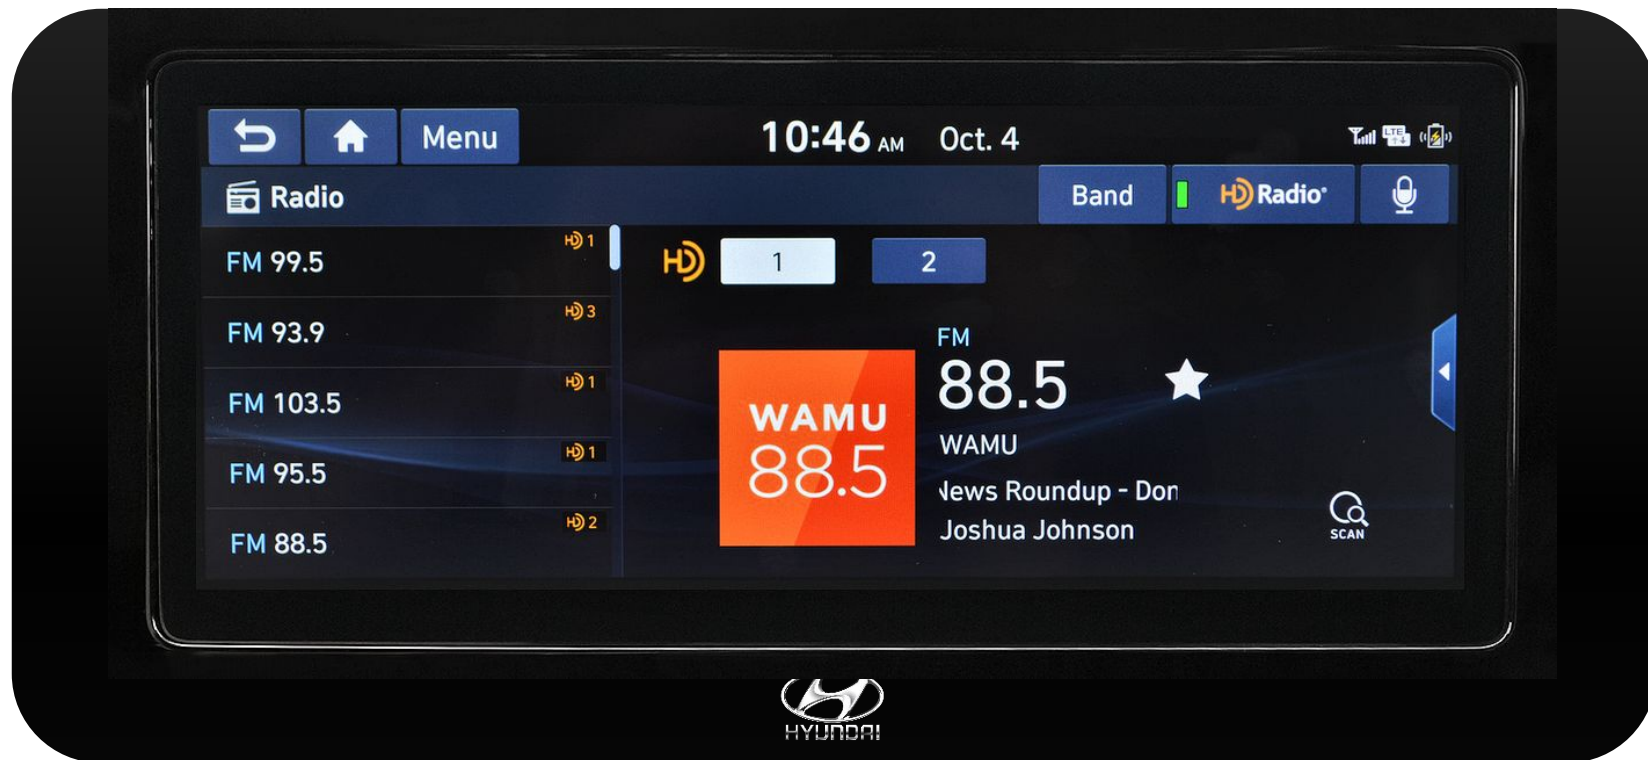 Menu
10:46 AM Oct. 4
LTE
Radio
Band
HD Radio®
FM 99.5 HD 1
FM 93.9 HD 3
FM 103.5 HD 1
FM 95.5 HD 1
FM 88.5 HD 2
HD 1 2
WAMU
88.5
FM
88.5
WAMU
News Roundup - Dom
Joshua Johnson
SCAN
HYUNDAI